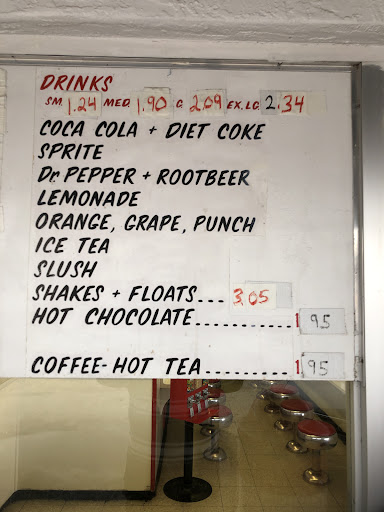 DRINKS
SM. 1.24 MED. 1.90 G 2.09 EX.LG 2.34
COCA COLA + DIET COKE
SPRITE
Dr. PEPPER + ROOTBEER
LEMONADE
ORANGE, GRAPE, PUNCH
ICE TEA
SLUSH
SHAKES + FLOATS... 3.05
HOT CHOCOLATE............ 1.95
COFFEE-HOT TEA.......... 1.95